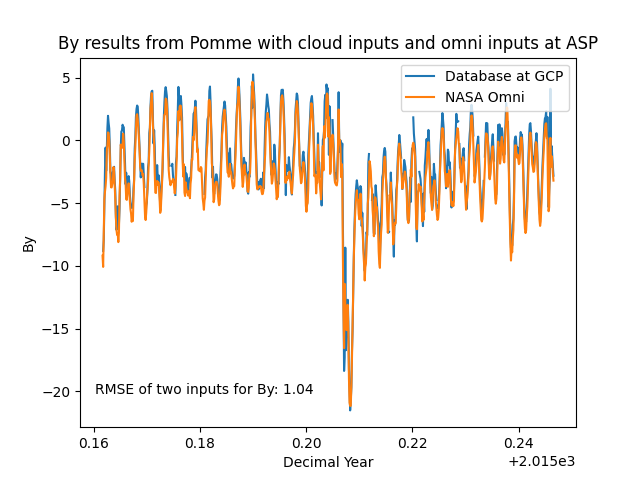 By results from Pomme with cloud inputs and omni inputs at ASP
Database at GCP
NASA Omni
5
0
−5
−10
−15
−20
By
RMSE of two inputs for By: 1.04
0.16 0.18 0.20 0.22 0.24
Decimal Year
+2.015e3